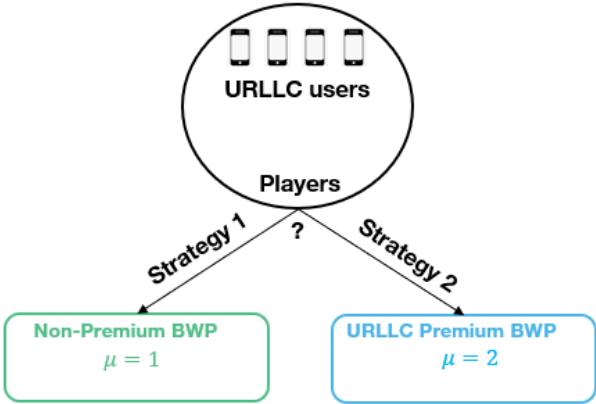 URLLC users
Players
Strategy 1
?
Strategy 2
Non-Premium BWP
μ = 1
URLLC Premium BWP
μ = 2